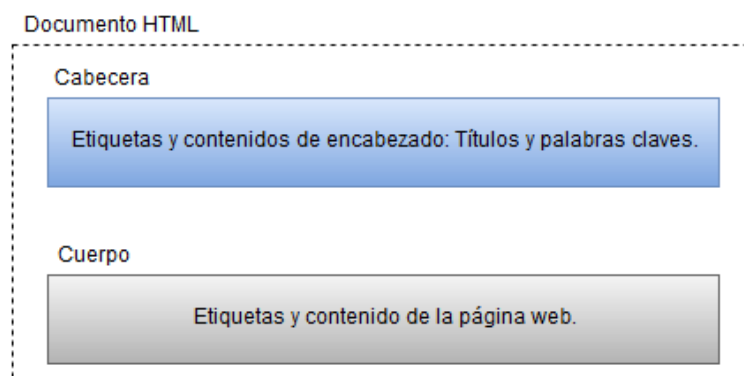 Documento HTML
Cabecera
Etiquetas y contenidos de encabezado: Títulos y palabras claves.
Cuerpo
Etiquetas y contenido de la página web.